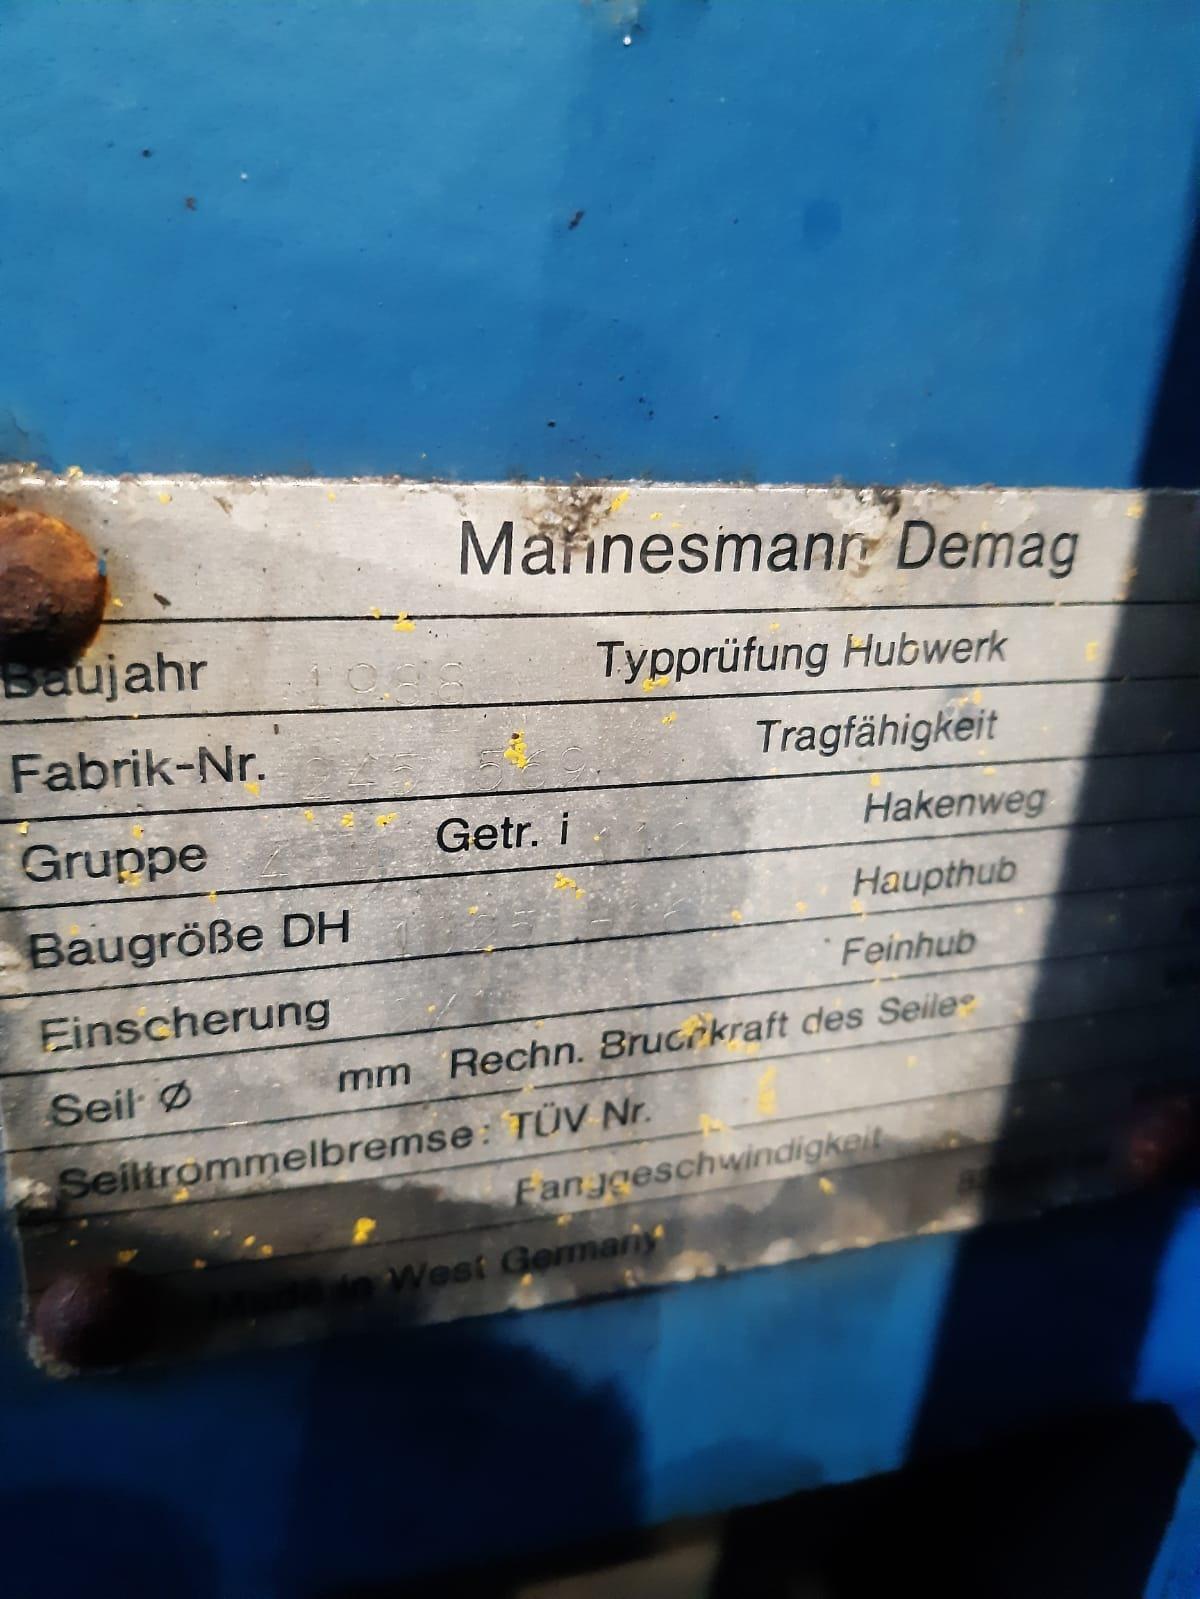 Mannesmann Demag
Baujahr 1988 Typprüfung Hubwerk
Fabrik-Nr. 569 Tragfähigkeit
Gruppe Getr. i Hakenweg
Baugröße DH Haupthub
Einscherung Feinhub
Seil Ø mm Rechn. Bruchkraft des Seiles
Seiltrommelbremse: TÜV Nr.
Fanggeschwindigkeit
Made in West Germany